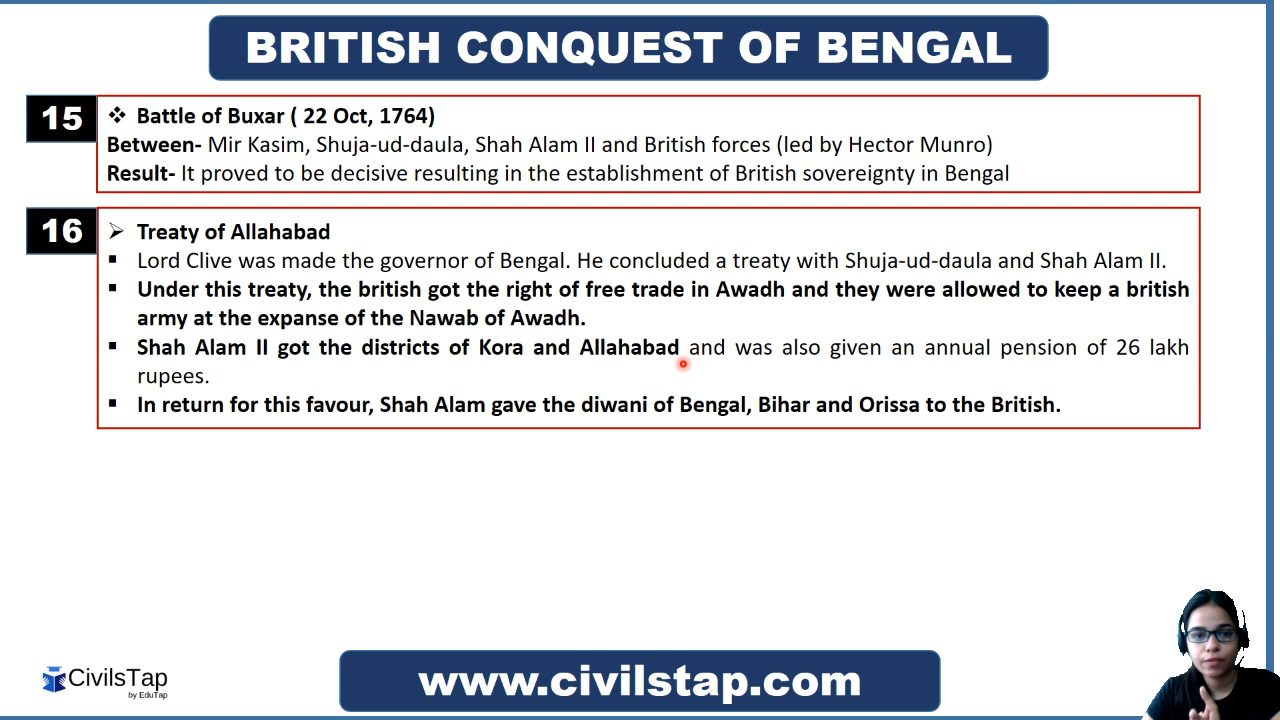 BRITISH CONQUEST OF BENGAL
15
❖ Battle of Buxar ( 22 Oct, 1764)
Between- Mir Kasim, Shuja-ud-daula, Shah Alam II and British forces (led by Hector Munro)
Result- It proved to be decisive resulting in the establishment of British sovereignty in Bengal
16
➢ Treaty of Allahabad
▪ Lord Clive was made the governor of Bengal. He concluded a treaty with Shuja-ud-daula and Shah Alam II.
▪ Under this treaty, the british got the right of free trade in Awadh and they were allowed to keep a british
army at the expanse of the Nawab of Awadh.
▪ Shah Alam II got the districts of Kora and Allahabad and was also given an annual pension of 26 lakh
rupees.
▪ In return for this favour, Shah Alam gave the diwani of Bengal, Bihar and Orissa to the British.
CivilsTap
by EduTap
www.civilstap.com